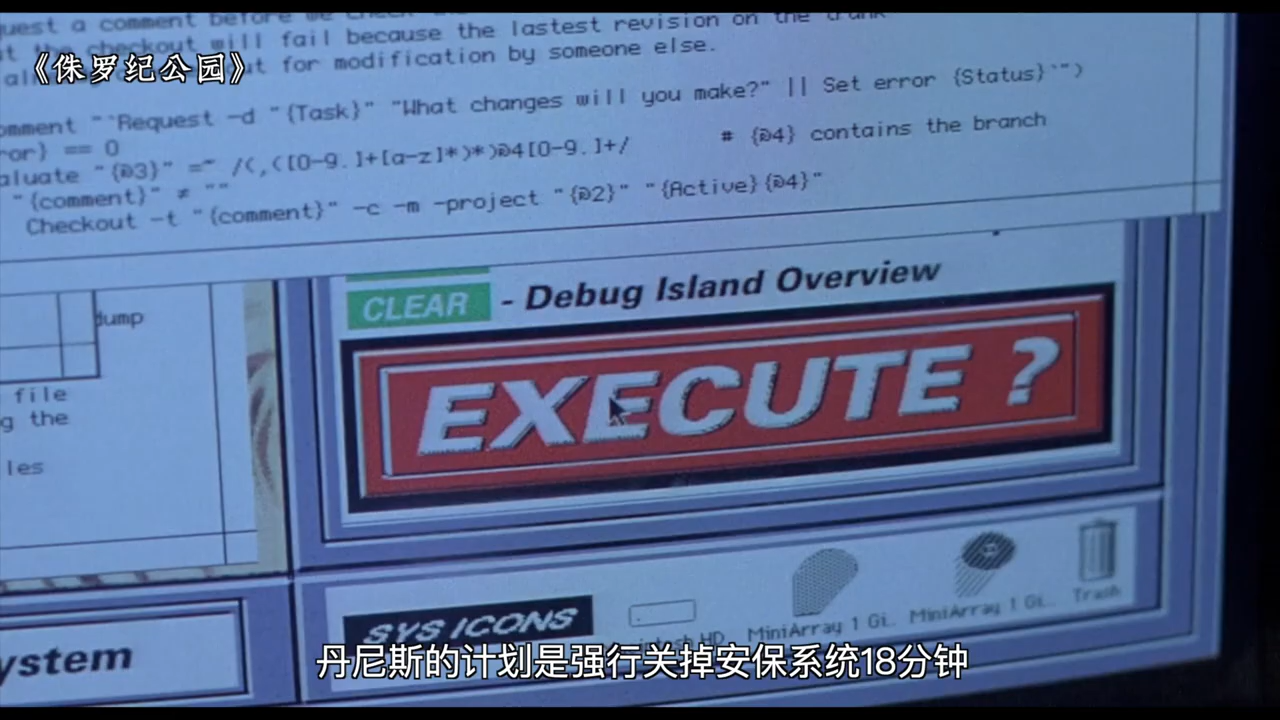 uest a comment before we check the
t the checkout will fail because the lastest revision on the trunk
《侏罗纪公园》
t for modification by someone else.
omment "`Request -d "{Task}" "What changes will you make?" || Set error {Status}`")
ror} == 0
aluate "{@3}" =~ /(,([0-9.]+[a-z]*)*)@4[0-9.]+/ # {@4} contains the branch
"{comment}" ≠ ""
Checkout -t "{comment}" -c -m -project "{@2}" "{Active}{@4}"
dump
file
g the
les
CLEAR - Debug Island Overview
EXECUTE ?
SYS ICONS
MiniArray 1 Gi..
MiniArray 1 Gi..
Trash
ystem
丹尼斯的计划是强行关掉安保系统18分钟